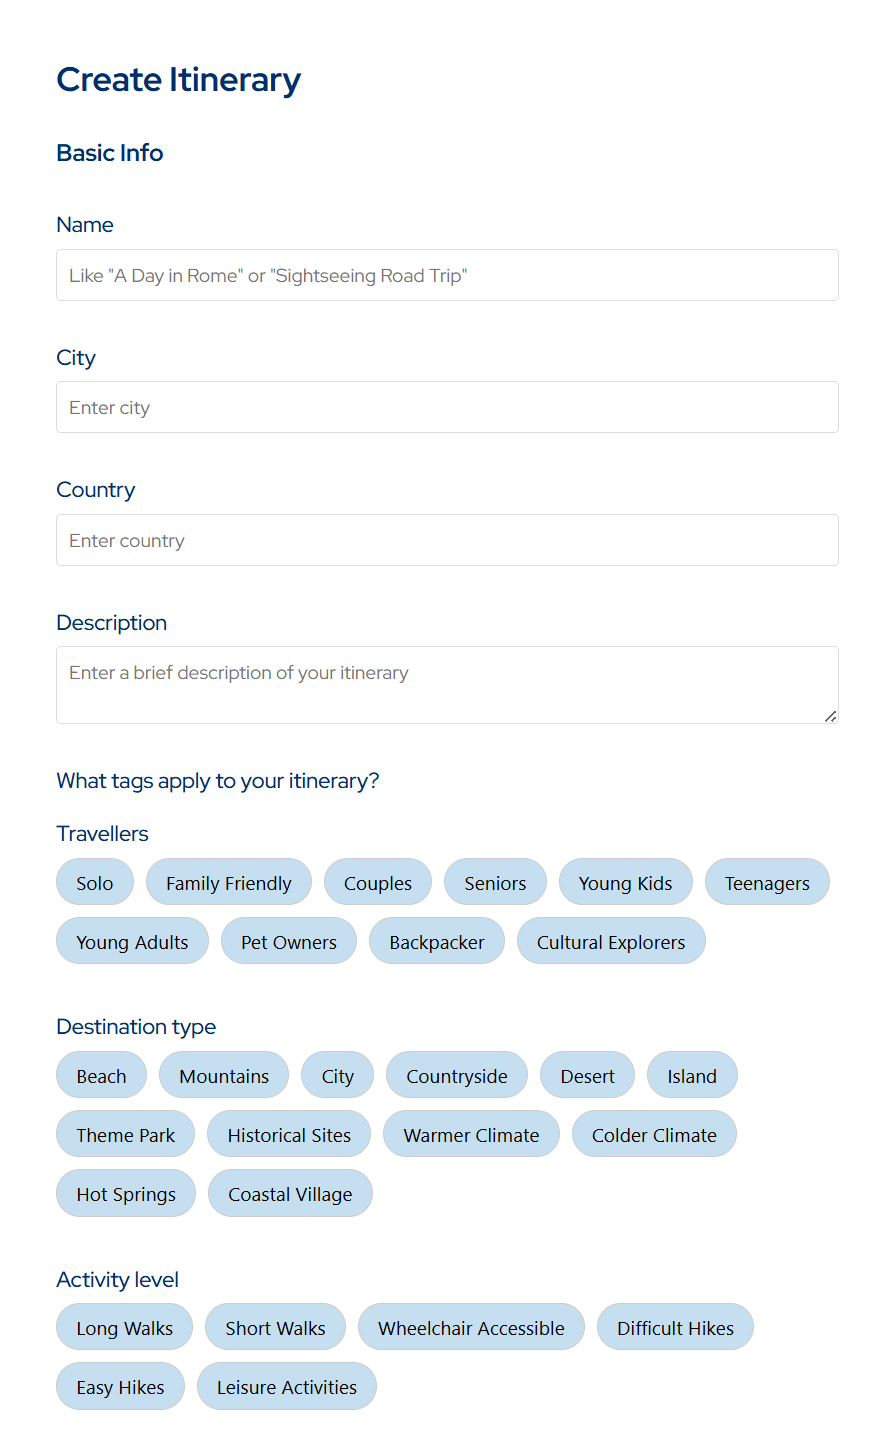 Create Itinerary
Basic Info
Name
Like "A Day in Rome" or "Sightseeing Road Trip"
City
Enter city
Country
Enter country
Description
Enter a brief description of your itinerary
What tags apply to your itinerary?
Travellers
Solo Family Friendly Couples Seniors Young Kids Teenagers
Young Adults Pet Owners Backpacker Cultural Explorers
Destination type
Beach Mountains City Countryside Desert Island
Theme Park Historical Sites Warmer Climate Colder Climate
Hot Springs Coastal Village
Activity level
Long Walks Short Walks Wheelchair Accessible Difficult Hikes
Easy Hikes Leisure Activities